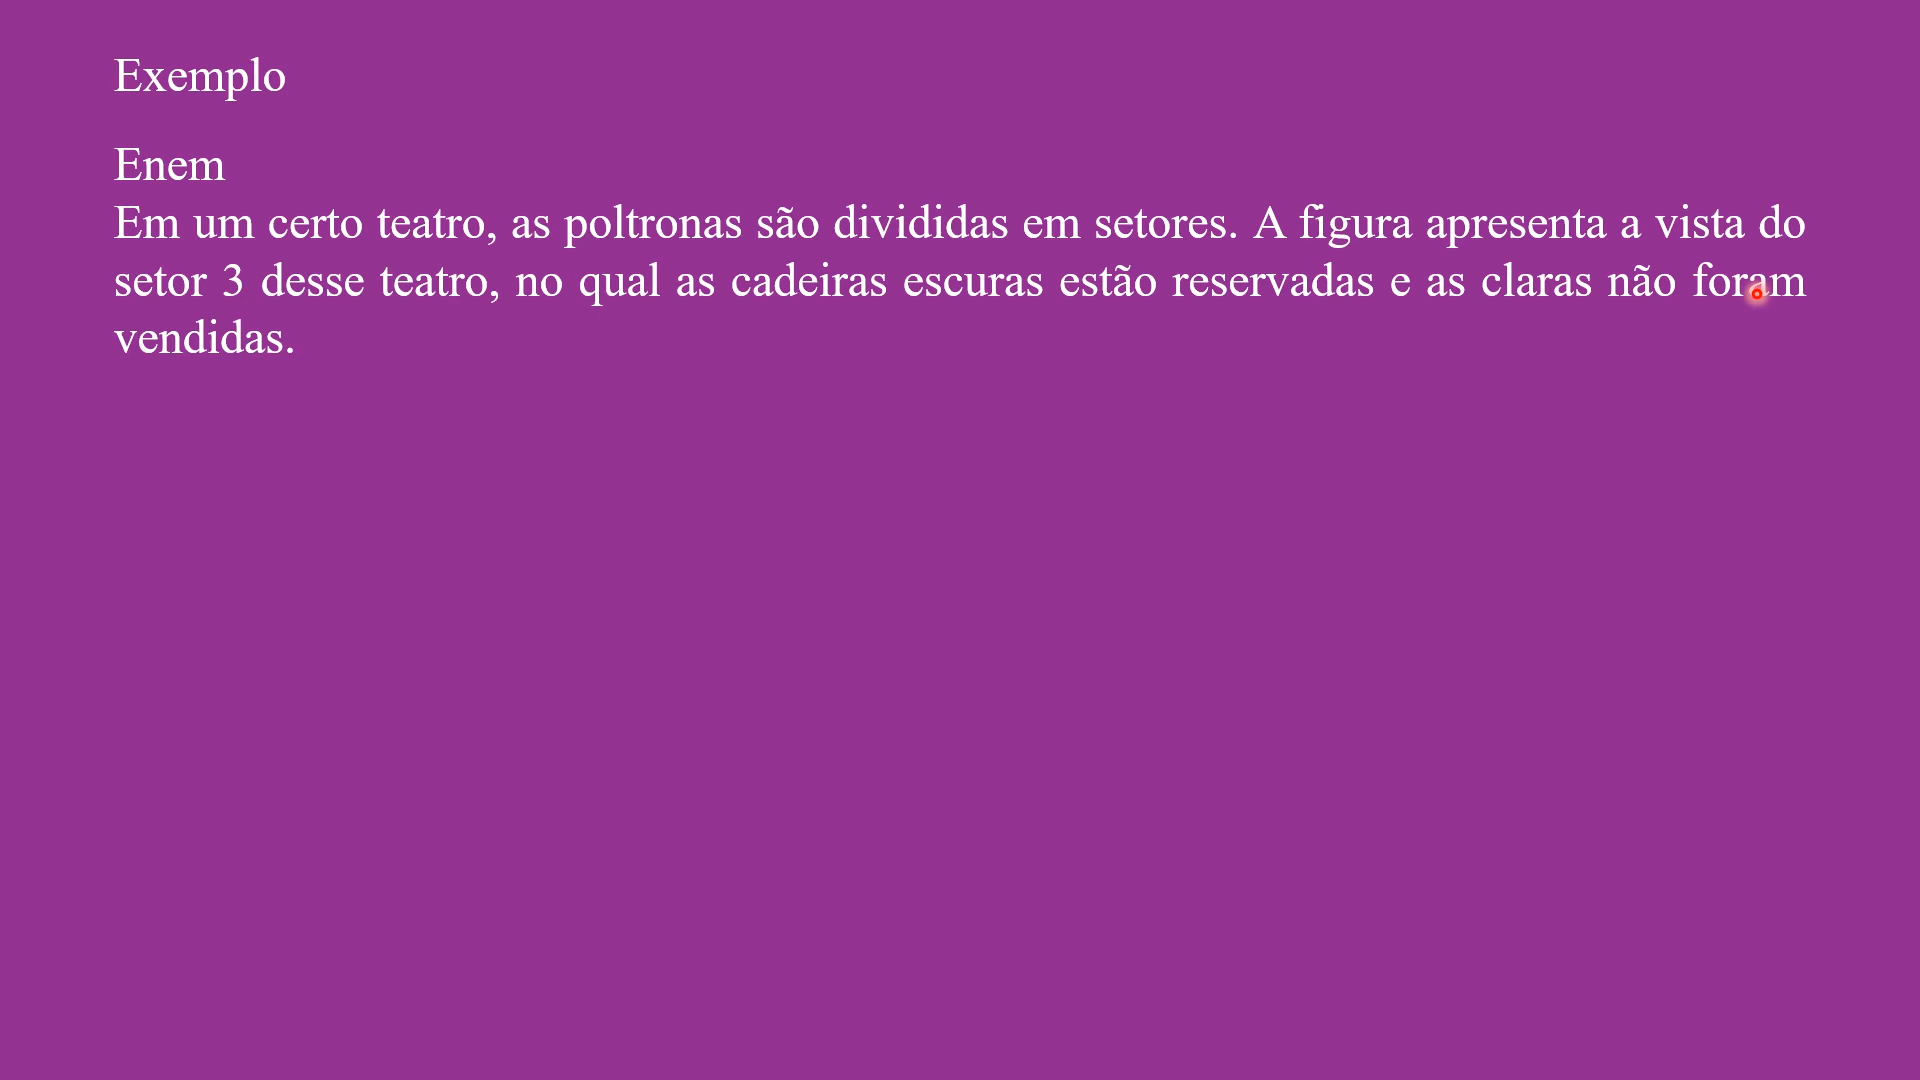 Exemplo
Enem
Em um certo teatro, as poltronas são divididas em setores. A figura apresenta a vista do
setor 3 desse teatro, no qual as cadeiras escuras estão reservadas e as claras não foram
vendidas.